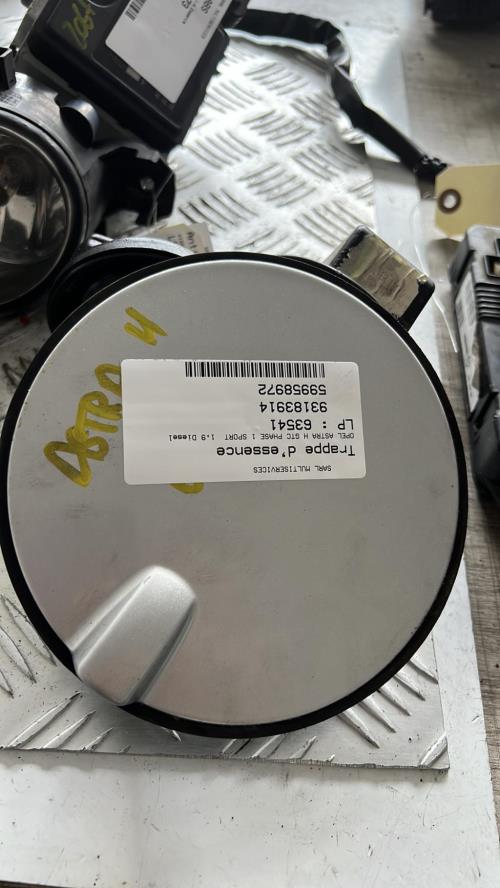 SARL MULTISERVICES
Trappe d'essence
OPEL ASTRA H GTC PHASE 1 SPORT 1.9 Diesel
LP : 63541
93183914
59958972
ASTRA H